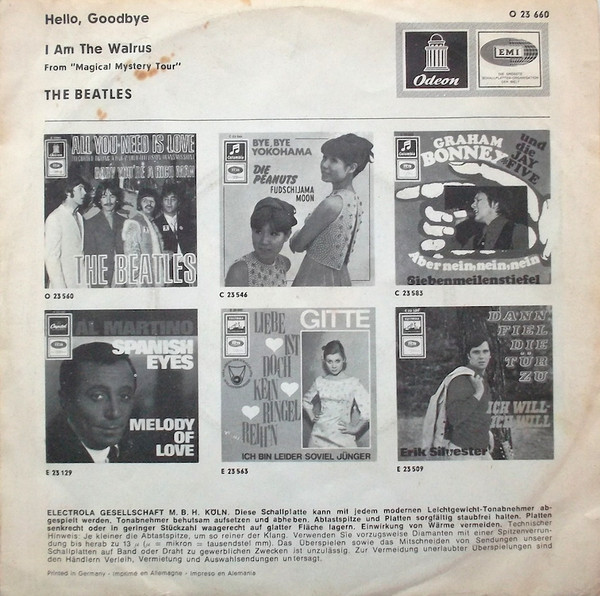 Hello, Goodbye
O 23 660
I Am The Walrus
From "Magical Mystery Tour"
THE BEATLES
Odeon
EMI
ALL YOU NEED IS LOVE
BABY YOU'RE A RICH MAN
THE BEATLES
O 23 560
Columbia
BYE, BYE
YOKOHAMA
DIE
PEANUTS
FUDSCHIJAMA
MOON
C 23 546
GRAHAM
BONNEY
und
die
HAT
FIVE
Aber nein, nein, nein
Siebenmeilenstiefel
C 23 583
Capitol
AL MARTINO
SPANISH
EYES
MELODY
OF
LOVE
E 23 129
GITTE
LIEBE
IST
DOCH
KEIN
RINGEL
REIH'N
ICH BIN LEIDER SOVIEL JÜNGER
E 23 563
DANN
FIEL
DIE
TÜR
ZU
ICH WILL-
ICH WILL
Erik Silvester
E 23 509
ELECTROLA GESELLSCHAFT M. B. H. KÖLN. Diese Schallplatte kann mit jedem modernen Leichtgewicht-Tonabnehmer ab-
gespielt werden. Tonabnehmer behutsam aufsetzen und abheben. Abtastspitze und Platten sorgfältig staubfrei halten. Platten
senkrecht oder in geringer Stückzahl waagerecht auf glatter Fläche lagern. Einwirkung von Wärme vermeiden. Technischer
Hinweis: Je kleiner die Abtastspitze, um so reiner der Klang. Verwenden Sie vorzugsweise Diamanten mit einer Spitzenverrun-
dung bis herab zu 13 µ (µ = mikron = tausendstel mm). Das Überspielen sowie das Mitschneiden von Sendungen unserer
Schallplatten auf Band oder Draht zu gewerblichen Zwecken ist unzulässig. Zur Vermeidung unerlaubter Überspielungen sind
den Händlern Verleih, Vermietung und Auswahlsendungen untersagt.
Printed in Germany - Imprimé en Allemagne - Impreso en Alemania